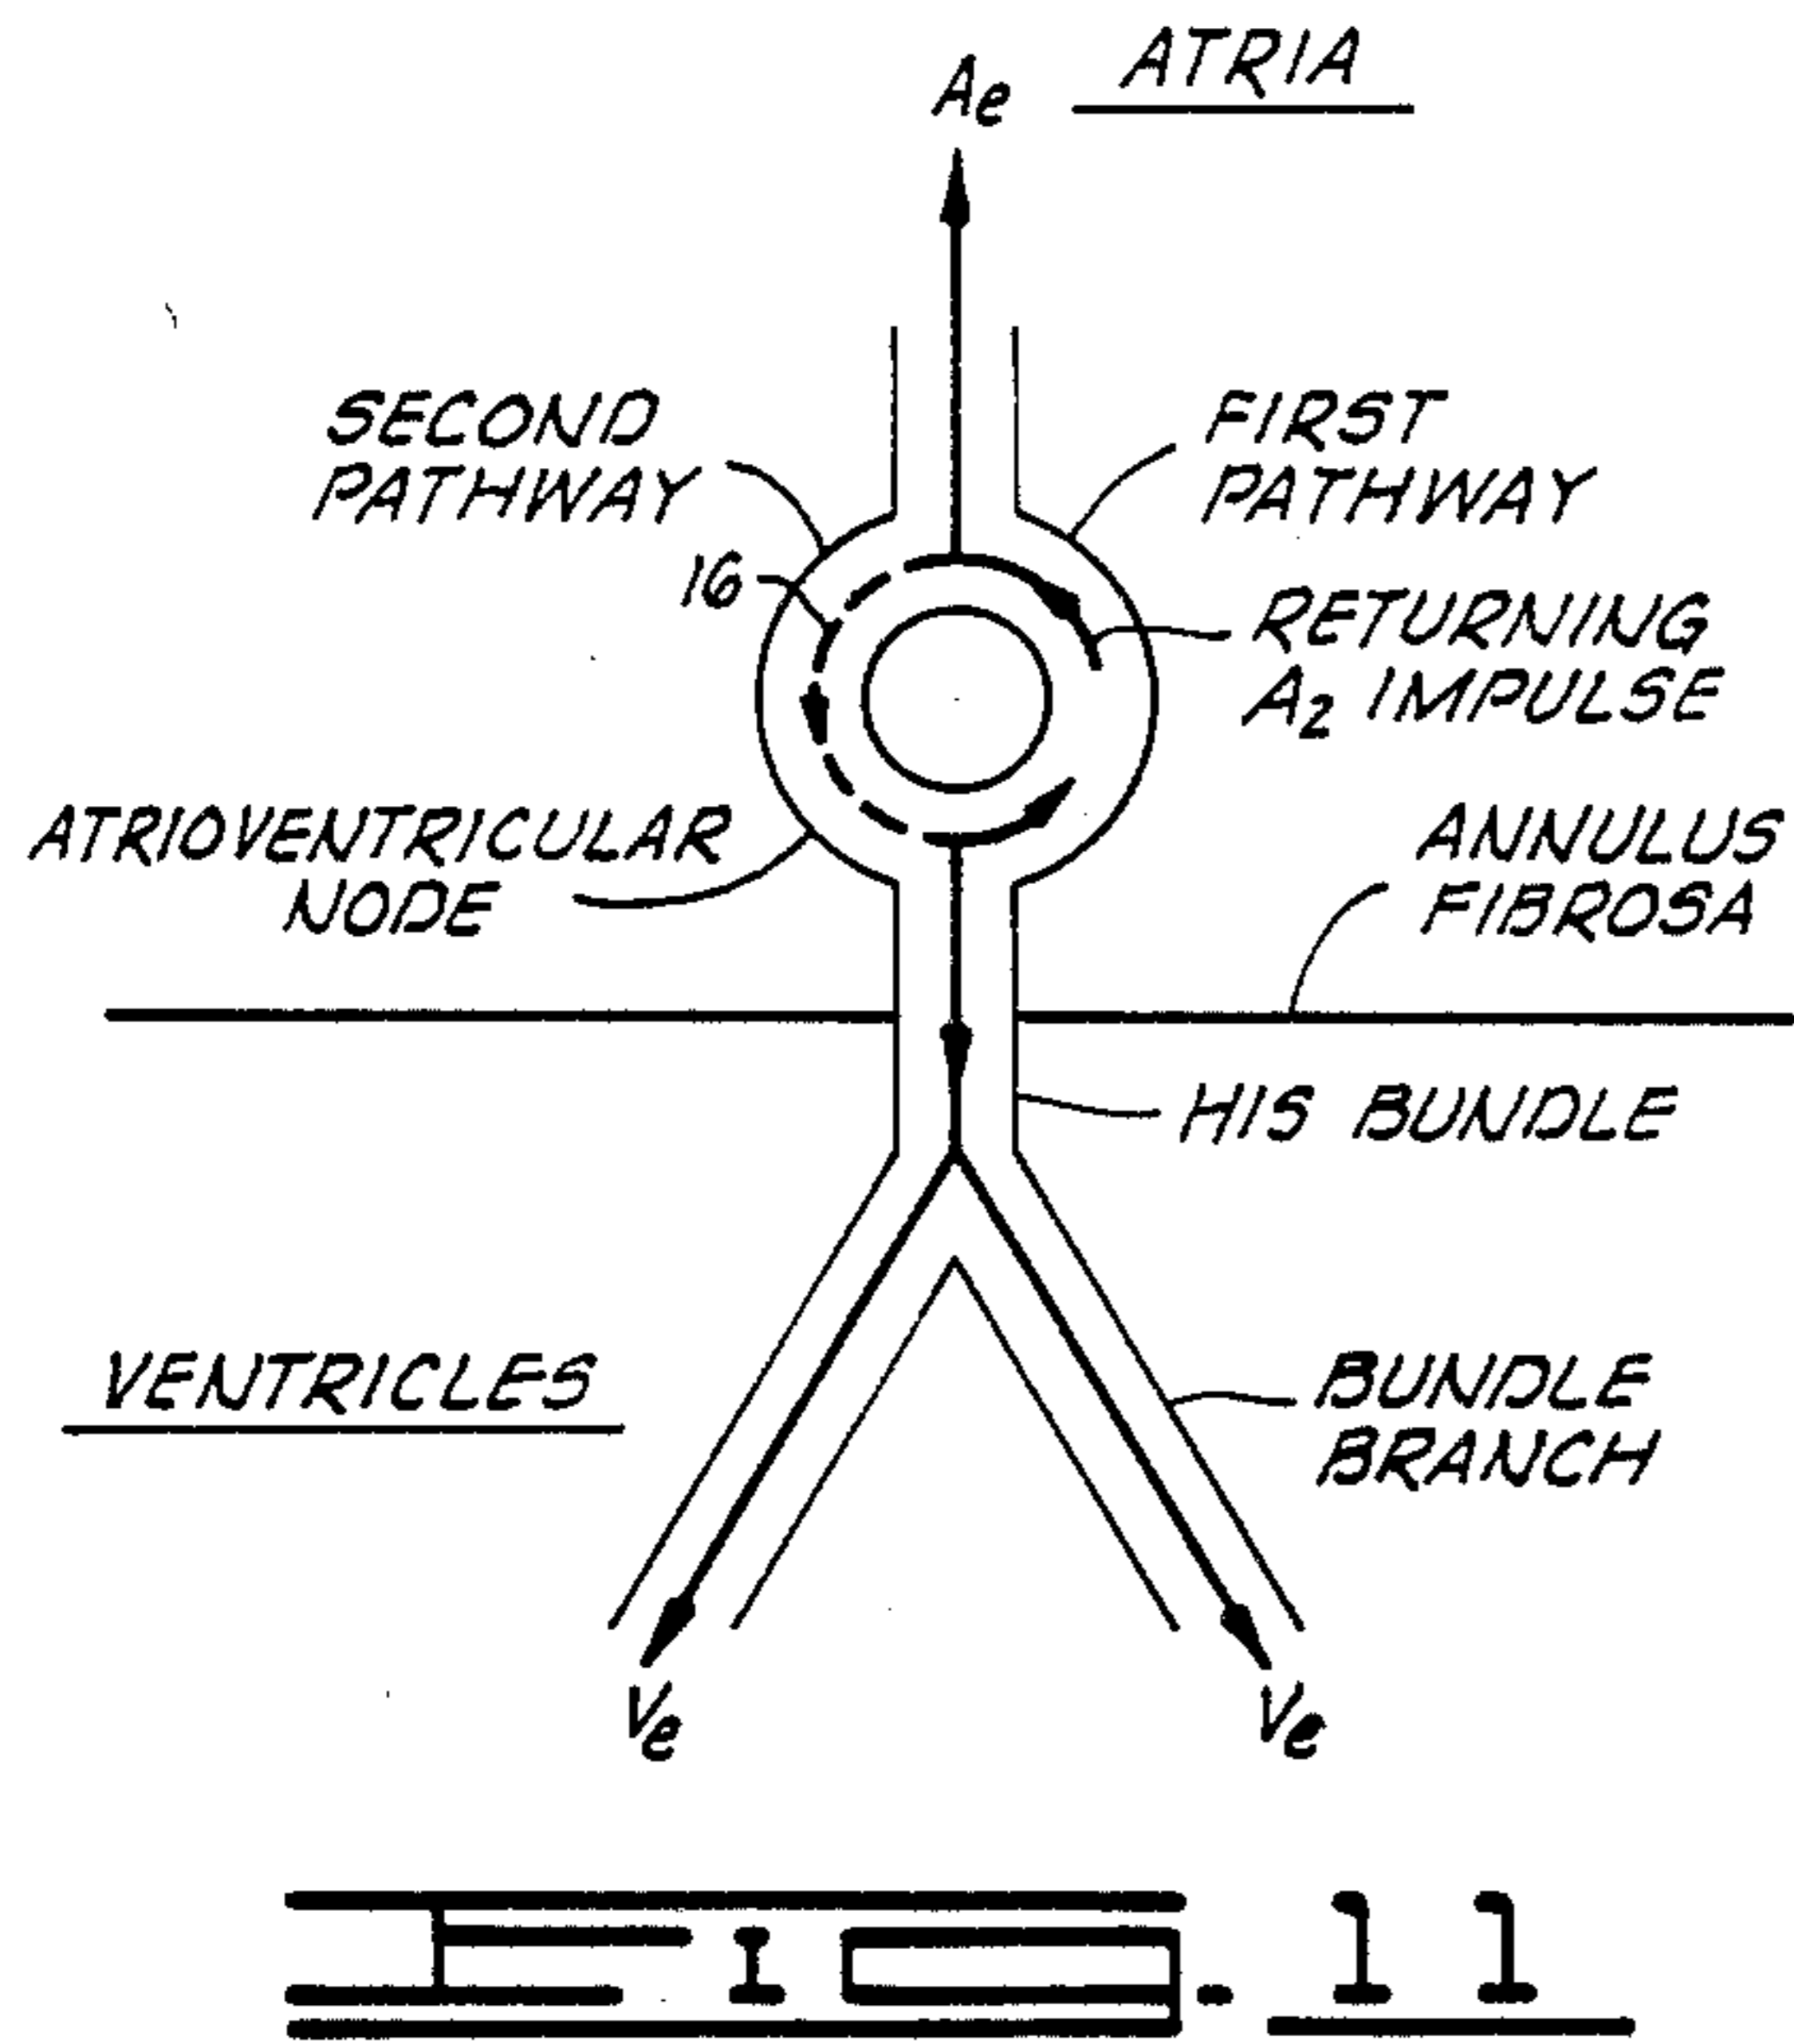 ATRIA
Ae
SECOND
PATHWAY
FIRST
PATHWAY
16
RETURNING
A2 IMPULSE
ATRIOVENTRICULAR
NODE
ANNULUS
FIBROSA
HIS BUNDLE
VENTRICLES
BUNDLE
BRANCH
Ve
Ve
FIG. 11